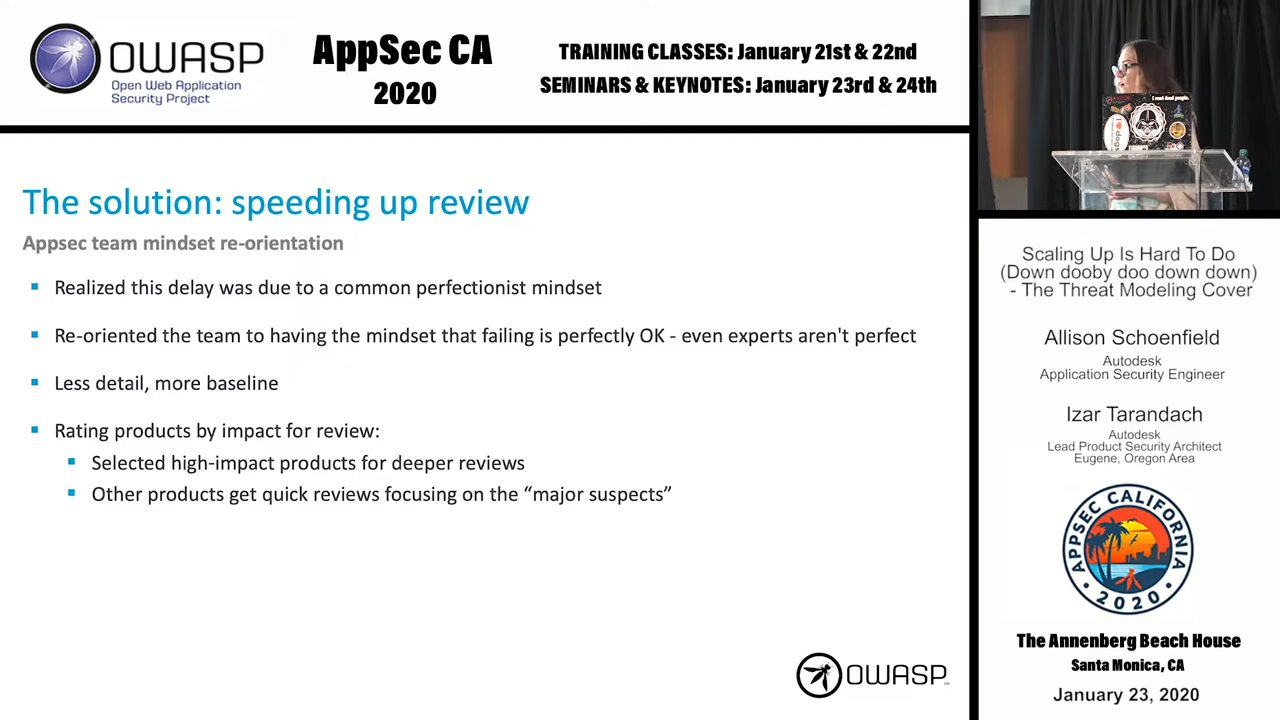 OWASP
Open Web Application
Security Project
AppSec CA
2020
TRAINING CLASSES: January 21st & 22nd
SEMINARS & KEYNOTES: January 23rd & 24th
The solution: speeding up review
Appsec team mindset re-orientation
Realized this delay was due to a common perfectionist mindset
Re-oriented the team to having the mindset that failing is perfectly OK - even experts aren't perfect
Less detail, more baseline
Rating products by impact for review:
Selected high-impact products for deeper reviews
Other products get quick reviews focusing on the “major suspects”
OWASP
I read dead people.
I dogs
Scaling Up Is Hard To Do
(Down dooby doo down down)
- The Threat Modeling Cover
Allison Schoenfield
Autodesk
Application Security Engineer
Izar Tarandach
Autodesk
Lead Product Security Architect
Eugene, Oregon Area
APPSEC CALIFORNIA
2020
The Annenberg Beach House
Santa Monica, CA
January 23, 2020